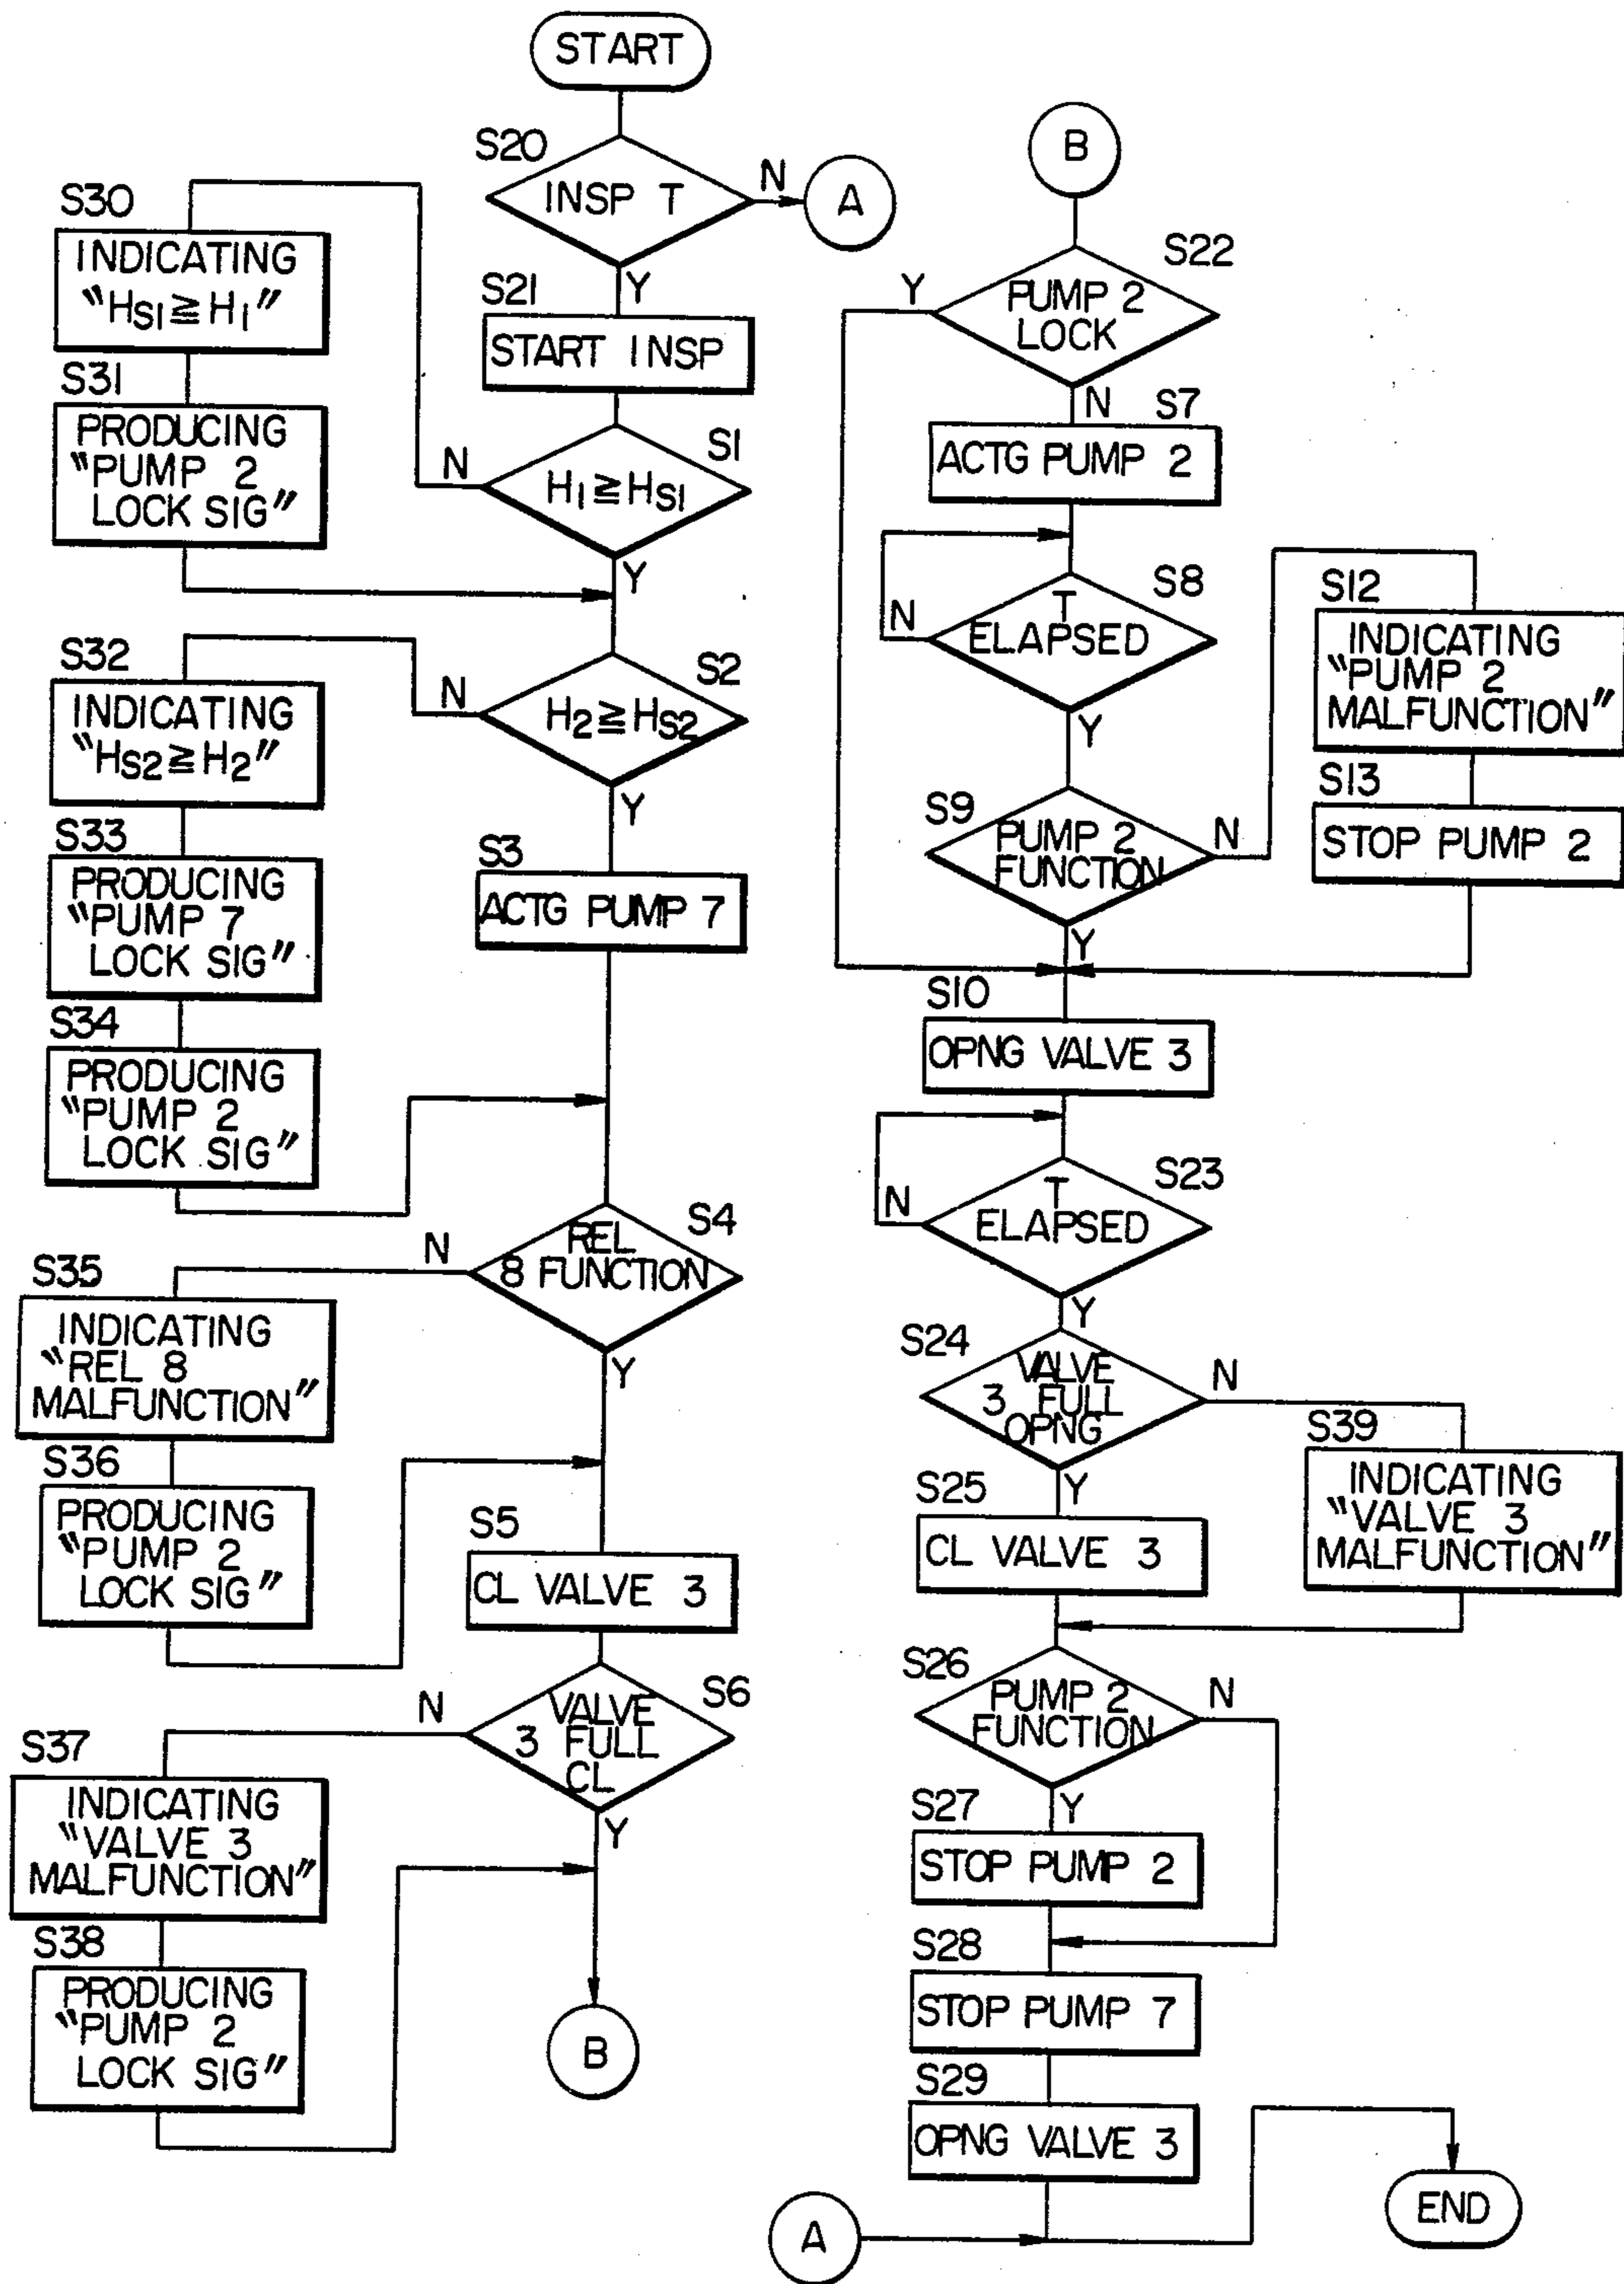 START
S20
INSP T
N
A
Y
S21
START INSP
S1
H1≧HS1
N
Y
S30
INDICATING
"HS1≧H1"
S31
PRODUCING
"PUMP 2
LOCK SIG"
S2
H2≧HS2
N
Y
S32
INDICATING
"HS2≧H2"
S33
PRODUCING
"PUMP 7
LOCK SIG"
S34
PRODUCING
"PUMP 2
LOCK SIG"
S3
ACTG PUMP 7
S4
REL
8 FUNCTION
N
Y
S35
INDICATING
"REL 8
MALFUNCTION"
S36
PRODUCING
"PUMP 2
LOCK SIG"
S5
CL VALVE 3
S6
VALVE
3 FULL
CL
N
Y
S37
INDICATING
"VALVE 3
MALFUNCTION"
S38
PRODUCING
"PUMP 2
LOCK SIG"
B
B
S22
PUMP 2
LOCK
Y
N
S7
ACTG PUMP 2
S8
T
ELAPSED
N
Y
S9
PUMP 2
FUNCTION
N
Y
S12
INDICATING
"PUMP 2
MALFUNCTION"
S13
STOP PUMP 2
S10
OPNG VALVE 3
S23
T
ELAPSED
N
Y
S24
VALVE
3 FULL
OPNG
N
Y
S39
INDICATING
"VALVE 3
MALFUNCTION"
S25
CL VALVE 3
S26
PUMP 2
FUNCTION
N
Y
S27
STOP PUMP 2
S28
STOP PUMP 7
S29
OPNG VALVE 3
A
END